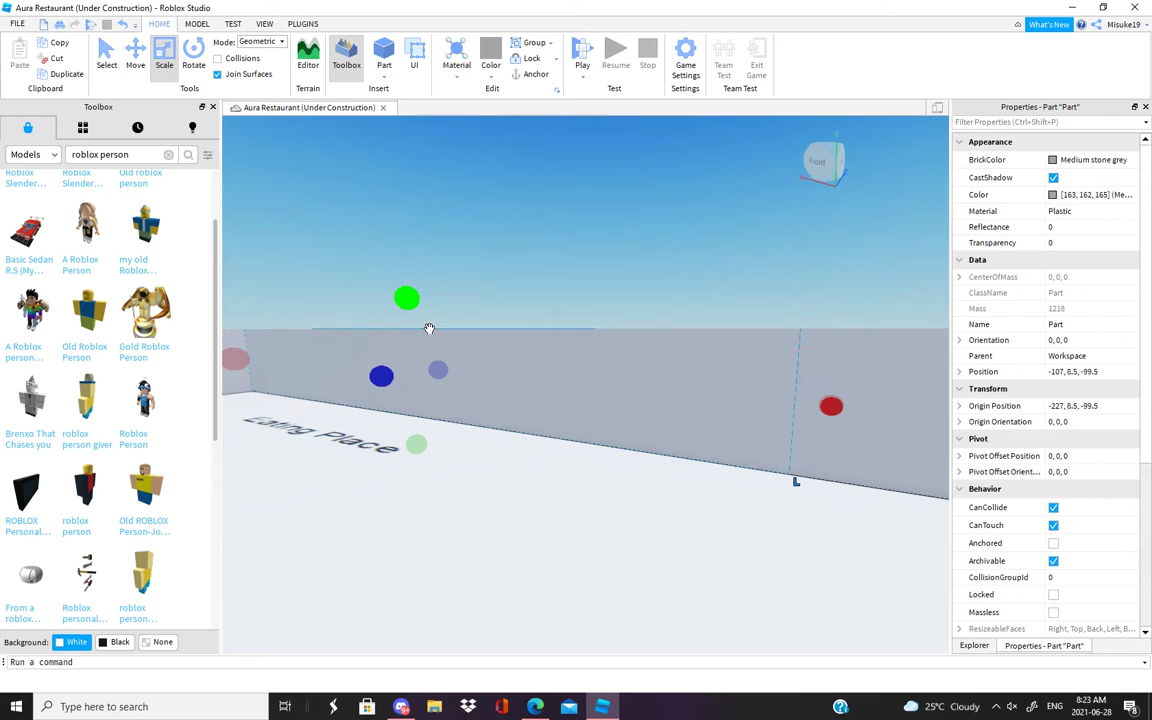 Aura Restaurant (Under Construction) - Roblox Studio
FILE HOME MODEL TEST VIEW PLUGINS What's New Misuke19
Paste Copy Cut Duplicate Select Move Scale Rotate Mode: Geometric Collisions Join Surfaces Editor Toolbox Part UI Material Color Group Lock Anchor Play Resume Stop Game Settings Team Test Exit Game
Clipboard Tools Terrain Insert Edit Test Settings Team Test
Toolbox
Aura Restaurant (Under Construction)
Models roblox person
Roblox Slender...
Roblox Slender...
Old roblox person
Basic Sedan R.S (My...
A Roblox Person
my old Roblox...
A Roblox person...
Old Roblox Person
Gold Roblox Person
Brenxo That Chases you
roblox person giver
Roblox Person
ROBLOX Personal...
roblox person
Old ROBLOX Person-Jo...
From a roblox...
Roblox personal...
roblox person...
Background: White Black None
Run a command
Front
Y
Eating Place
L
Properties - Part "Part"
Filter Properties (Ctrl+Shift+P)
Appearance
BrickColor Medium stone grey
CastShadow
Color [163, 162, 165] (Me...
Material Plastic
Reflectance 0
Transparency 0
Data
CenterOfMass 0, 0, 0
ClassName Part
Mass 1218
Name Part
Orientation 0, 0, 0
Parent Workspace
Position -107, 8.5, -99.5
Transform
Origin Position -227, 8.5, -99.5
Origin Orientation 0, 0, 0
Pivot
Pivot Offset Position 0, 0, 0
Pivot Offset Orient... 0, 0, 0
Behavior
CanCollide
CanTouch
Anchored
Archivable
CollisionGroupId 0
Locked
Massless
ResizeableFaces Right, Top, Back, Left, B...
Explorer Properties - Part "Part"
Type here to search
25°C Cloudy ENG 8:23 AM
2021-06-28